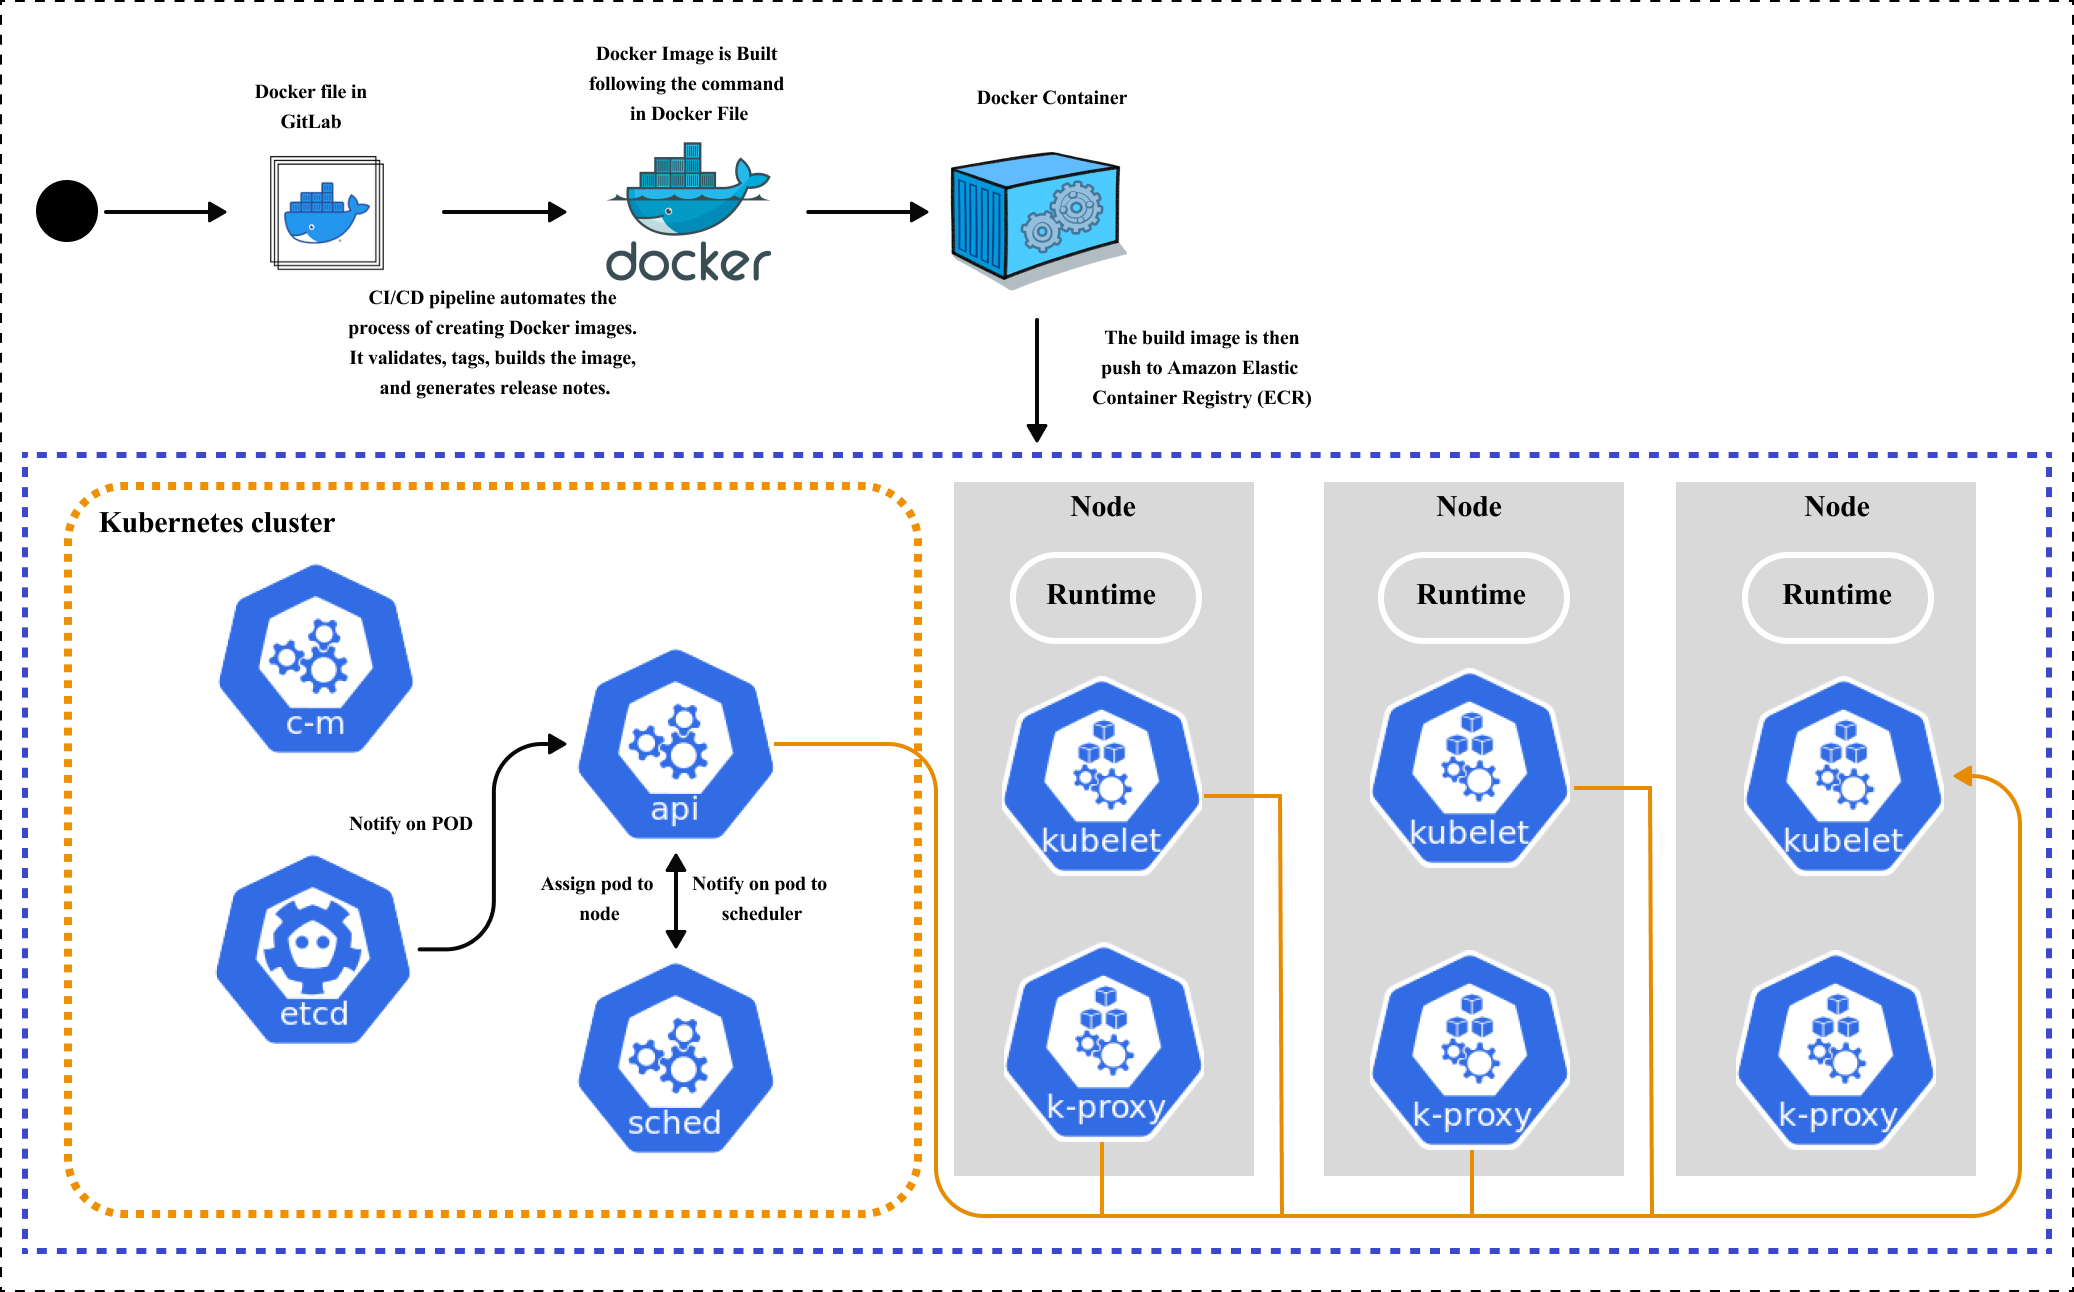 Docker file in
GitLab
Docker Image is Built
following the command
in Docker File
docker
Docker Container
CI/CD pipeline automates the
process of creating Docker images.
It validates, tags, builds the image,
and generates release notes.
The build image is then
push to Amazon Elastic
Container Registry (ECR)
Kubernetes cluster
c-m
api
Notify on POD
etcd
Assign pod to
node
Notify on pod to
scheduler
sched
Node
Runtime
kubelet
k-proxy
Node
Runtime
kubelet
k-proxy
Node
Runtime
kubelet
k-proxy